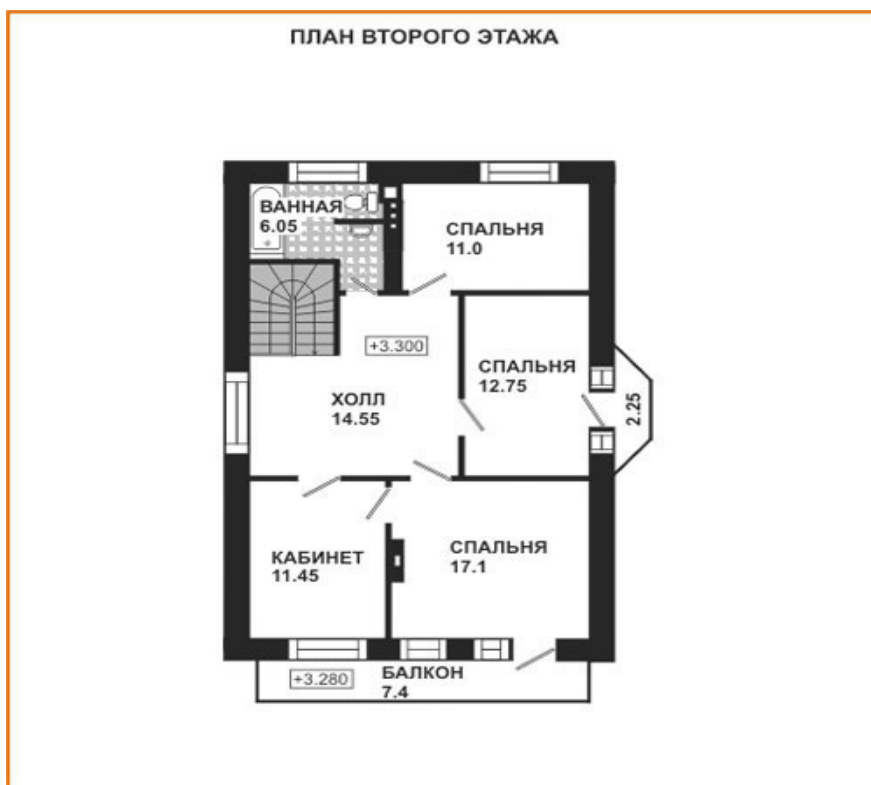 ПЛАН ВТОРОГО ЭТАЖА
ВАННАЯ
6.05
СПАЛЬНЯ
11.0
+3.300
СПАЛЬНЯ
12.75
2.25
ХОЛЛ
14.55
КАБИНЕТ
11.45
СПАЛЬНЯ
17.1
+3.280
БАЛКОН
7.4